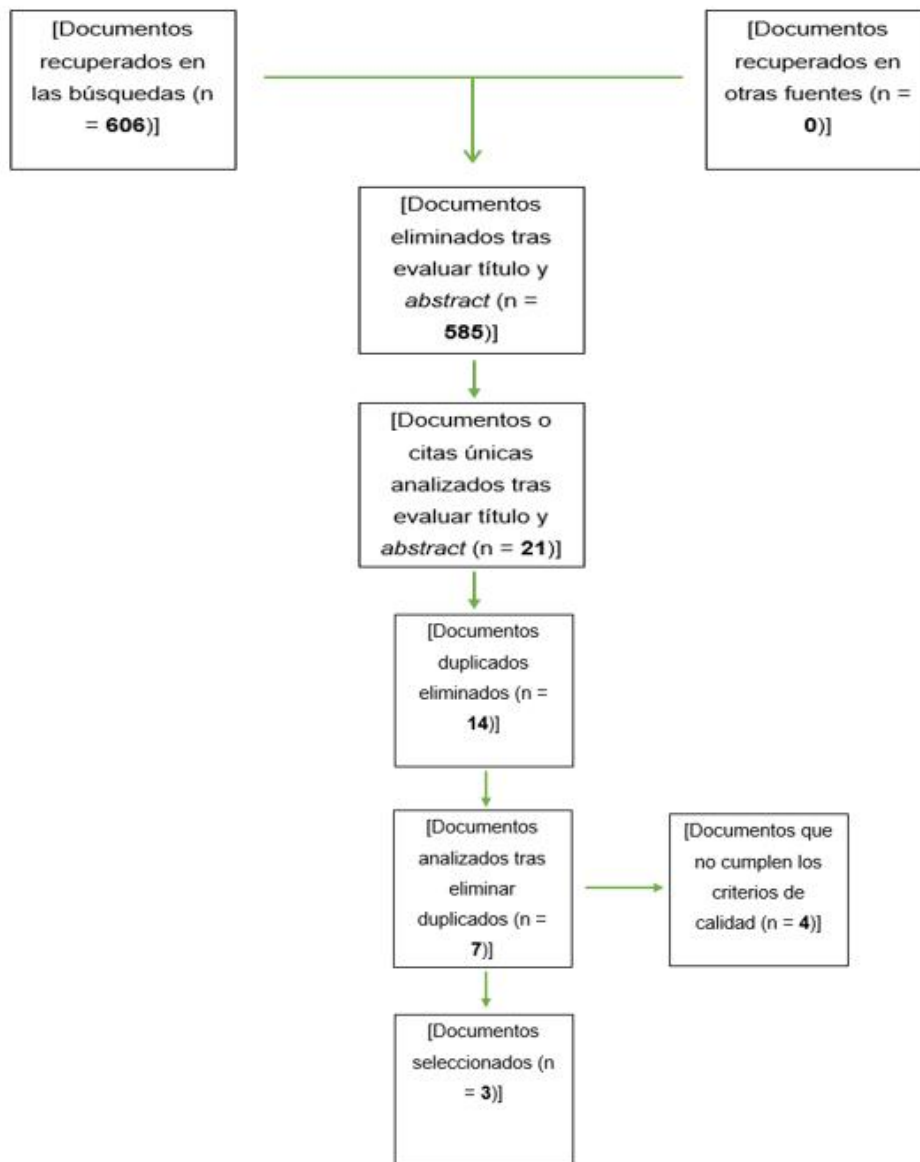 [Documentos
recuperados en
las búsquedas (n
= 606)]
[Documentos
recuperados en
otras fuentes (n =
0)]
[Documentos
eliminados tras
evaluar título y
abstract (n =
585)]
[Documentos o
citas únicas
analizados tras
evaluar título y
abstract (n = 21)]
[Documentos
duplicados
eliminados (n =
14)]
[Documentos
analizados tras
eliminar
duplicados (n =
7)]
[Documentos que
no cumplen los
criterios de
calidad (n = 4)]
[Documentos
seleccionados (n
= 3)]